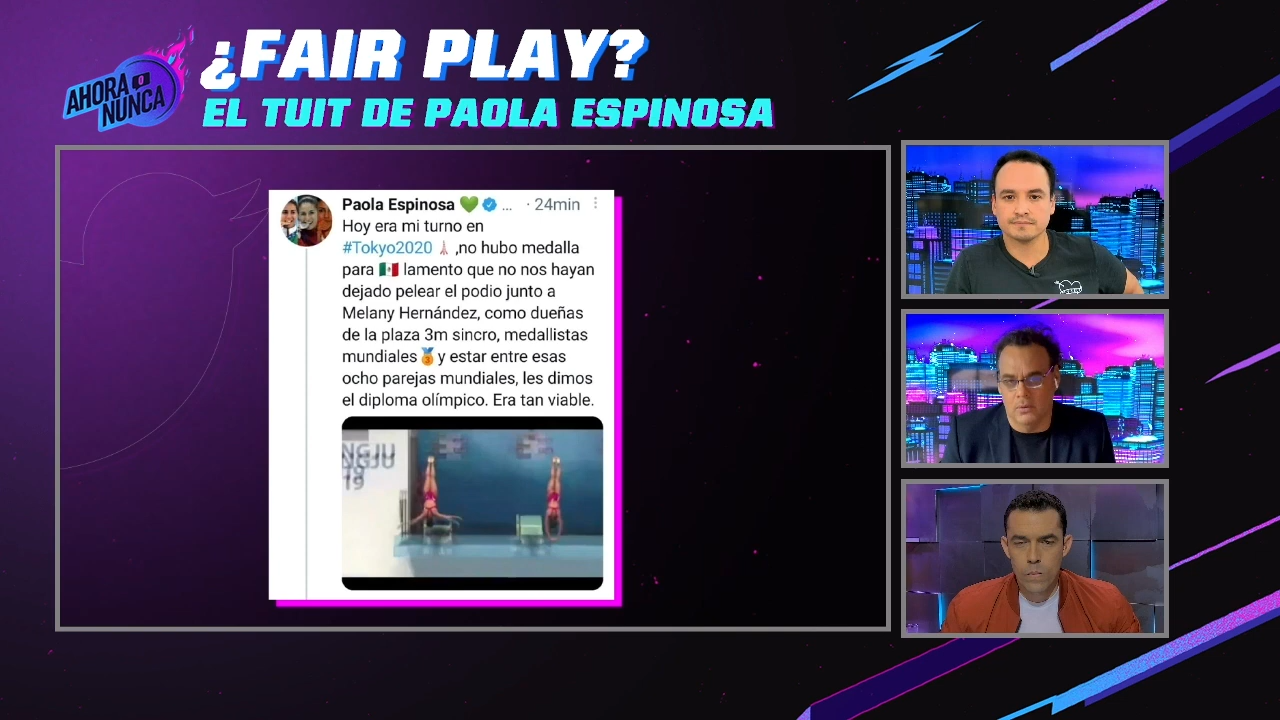 ¿FAIR PLAY?
AHORA O NUNCA
EL TUIT DE PAOLA ESPINOSA
Paola Espinosa 💚 ... · 24min
Hoy era mi turno en
#Tokyo2020 🗼 ,no hubo medalla
para 🇲🇽 lamento que no nos hayan
dejado pelear el podio junto a
Melany Hernández, como dueñas
de la plaza 3m sincro, medallistas
mundiales🏅y estar entre esas
ocho parejas mundiales, les dimos
el diploma olímpico. Era tan viable.
NGJU
NGJU
19